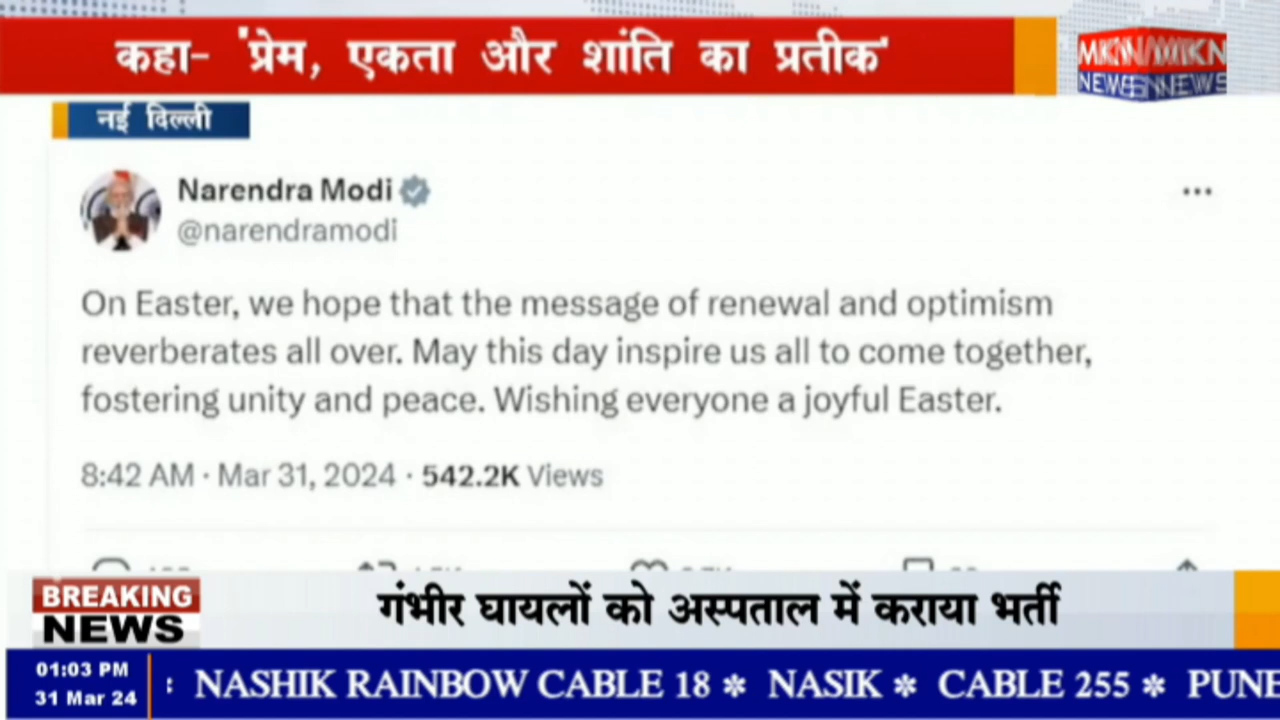 कहा- 'प्रेम, एकता और शांति का प्रतीक'
नई दिल्ली
Narendra Modi
@narendramodi
On Easter, we hope that the message of renewal and optimism
reverberates all over. May this day inspire us all to come together,
fostering unity and peace. Wishing everyone a joyful Easter.
8:42 AM · Mar 31, 2024 · 542.2K Views
BREAKING
NEWS
गंभीर घायलों को अस्पताल में कराया भर्ती
01:03 PM
31 Mar 24
: NASHIK RAINBOW CABLE 18 * NASIK * CABLE 255 * PUNE